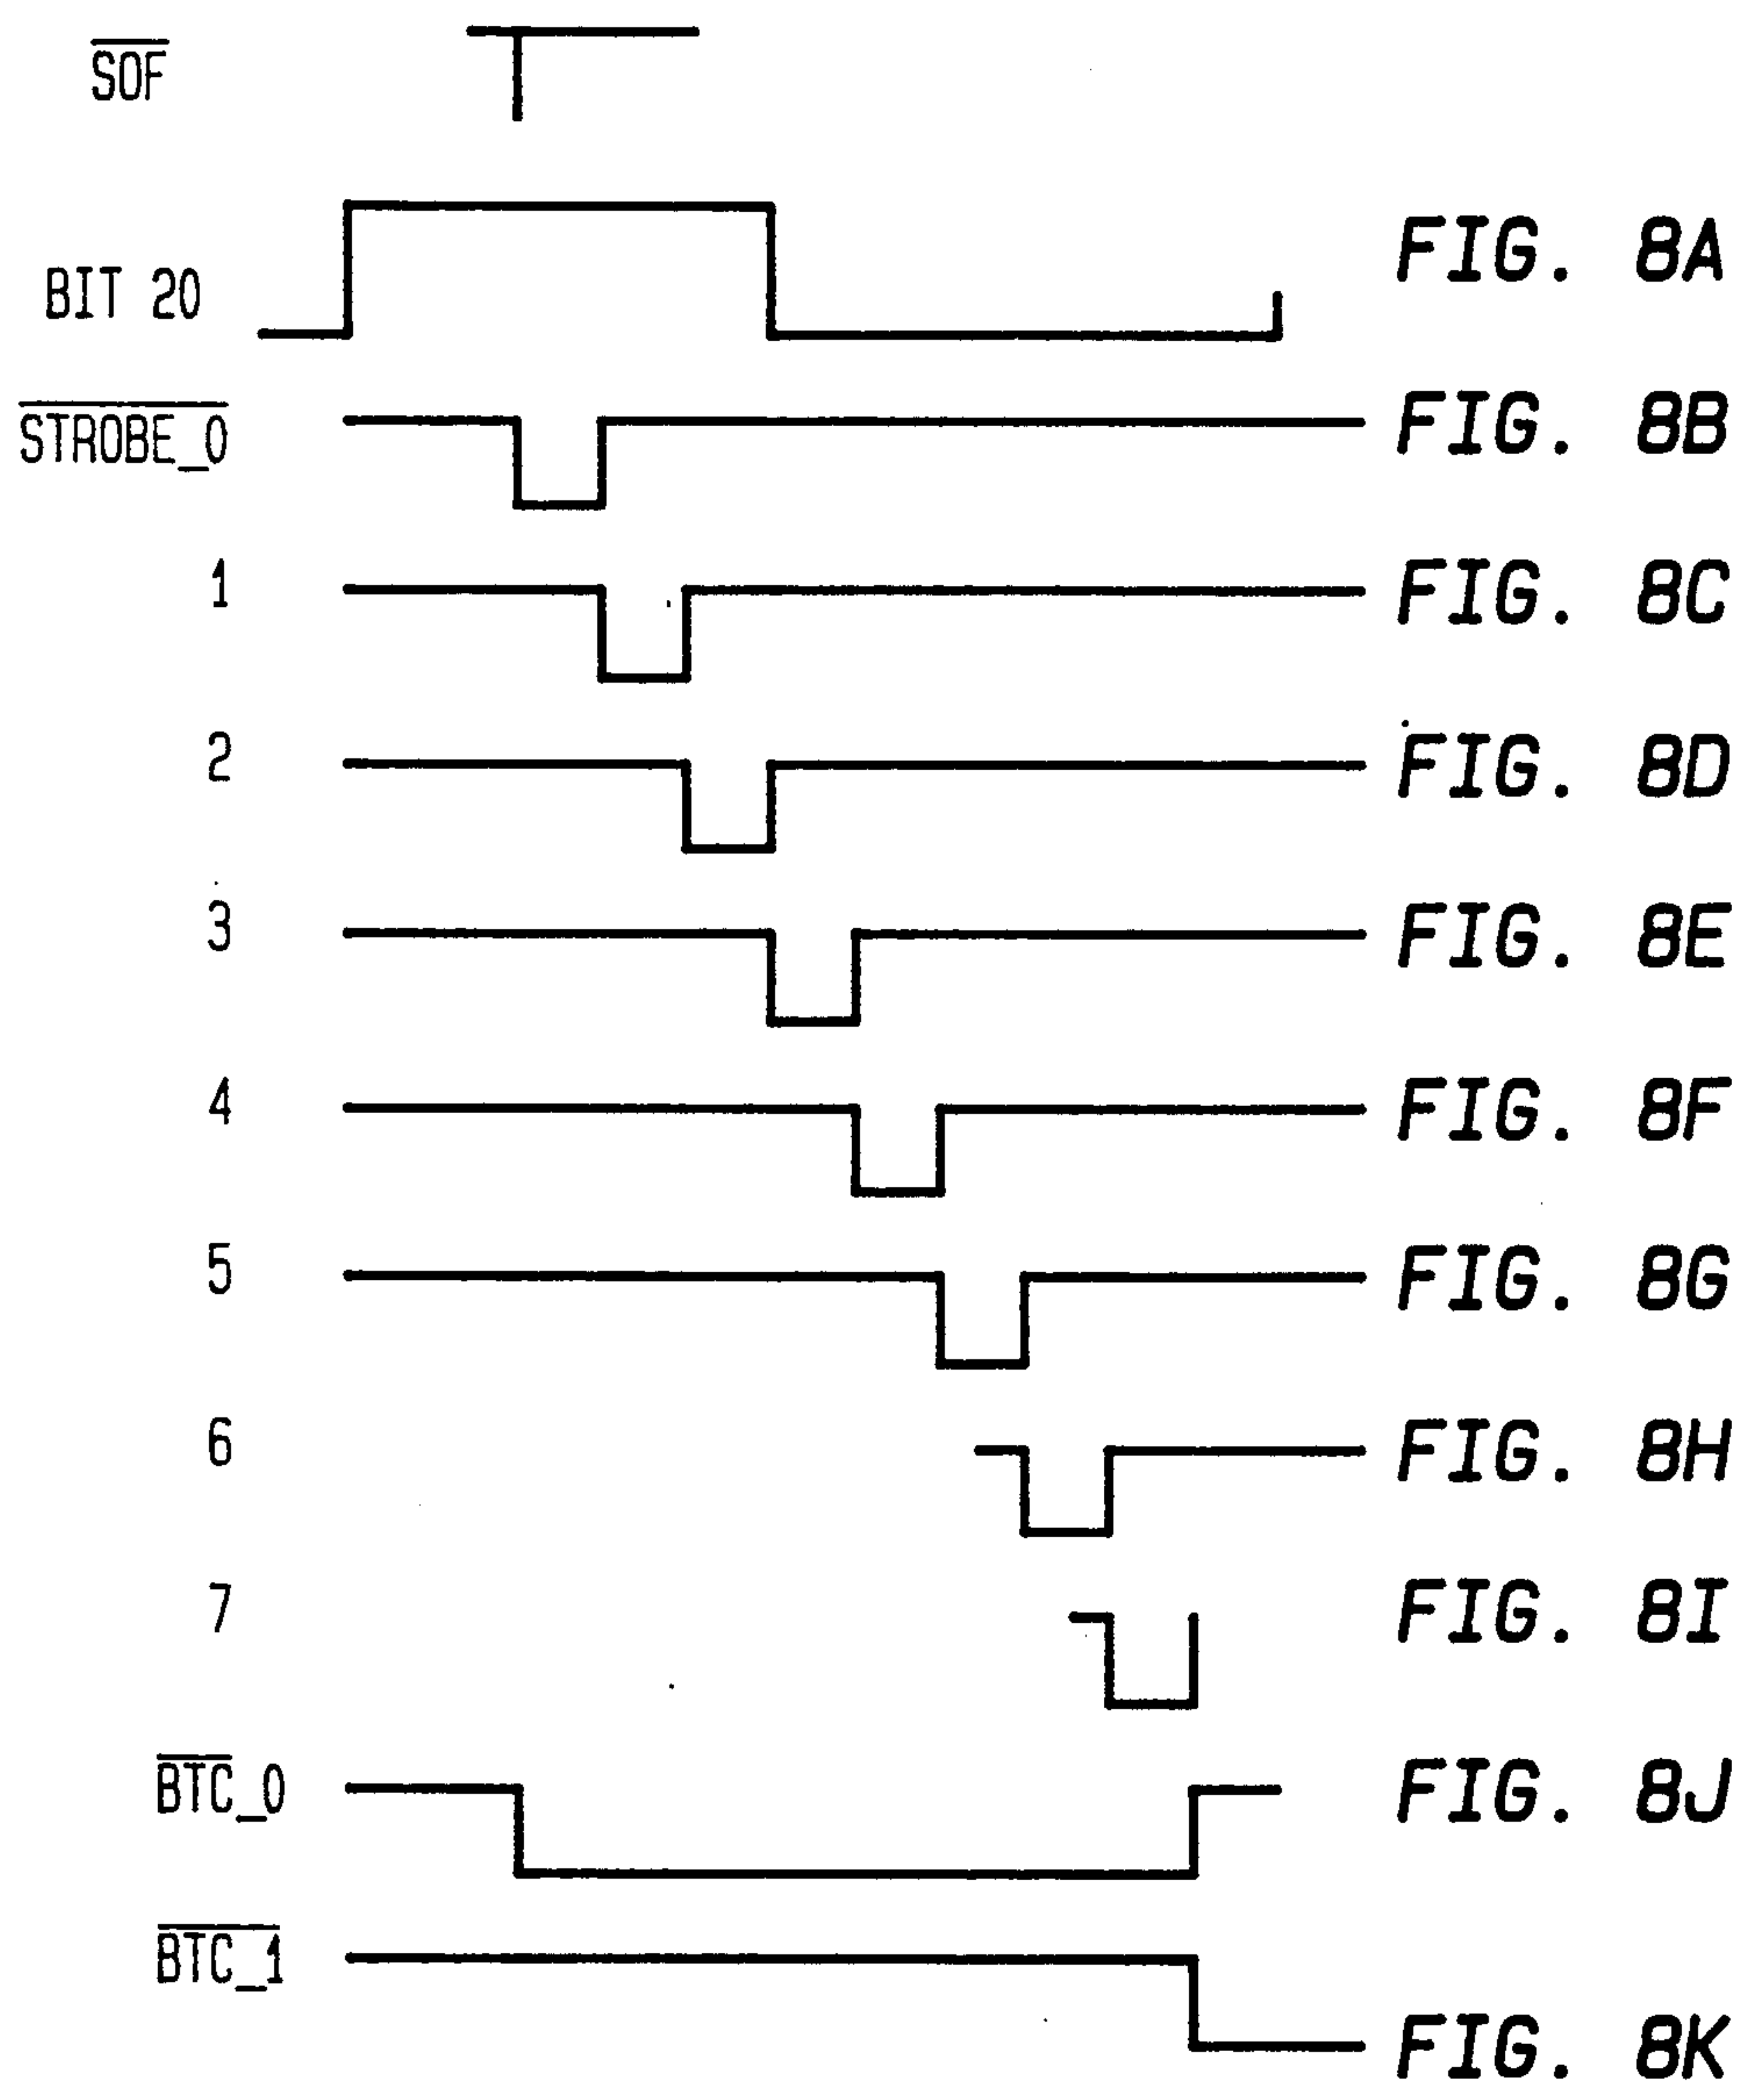 SOF
BIT 20 FIG. 8A
STROBE_0 FIG. 8B
1 FIG. 8C
2 FIG. 8D
3 FIG. 8E
4 FIG. 8F
5 FIG. 8G
6 FIG. 8H
7 FIG. 8I
BTC_0 FIG. 8J
BTC_1 FIG. 8K